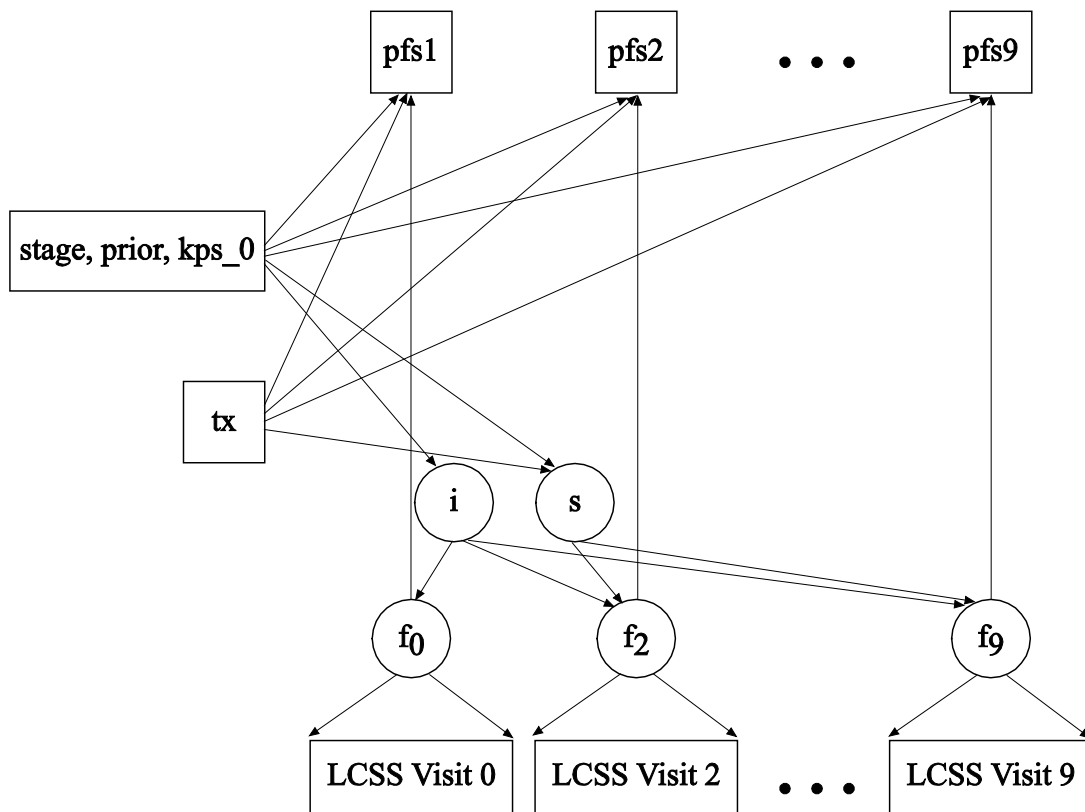 pfs1
pfs2
pfs9
stage, prior, kps_0
tx
i
s
f0
f2
f9
LCSS Visit 0
LCSS Visit 2
LCSS Visit 9